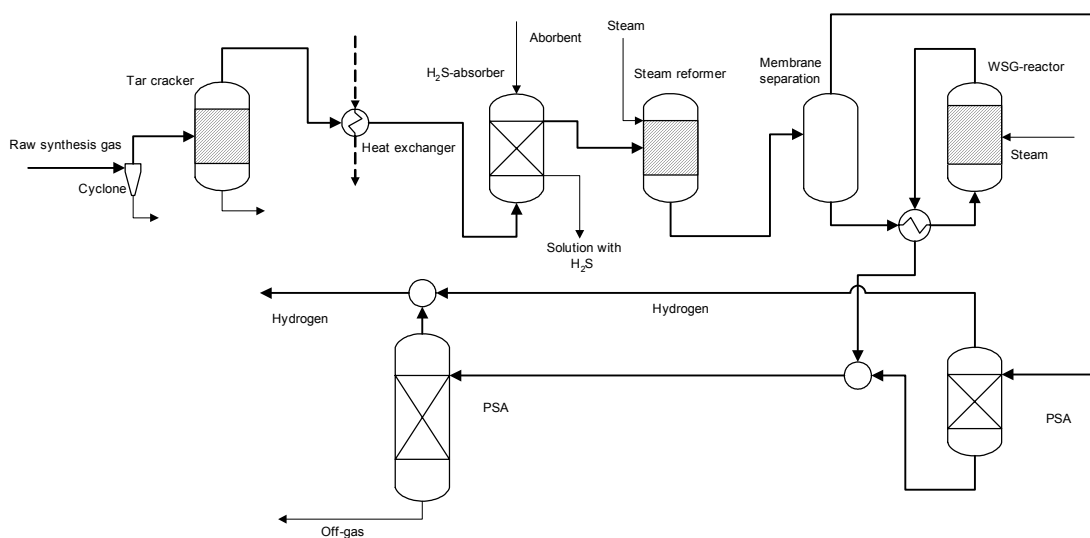 Steam
Aborbent
Membrane
separation
WSG-reactor
H₂S-absorber
Steam reformer
Tar cracker
Raw synthesis gas
Heat exchanger
Steam
Cyclone
Solution with
H₂S
Hydrogen
Hydrogen
PSA
PSA
Off-gas